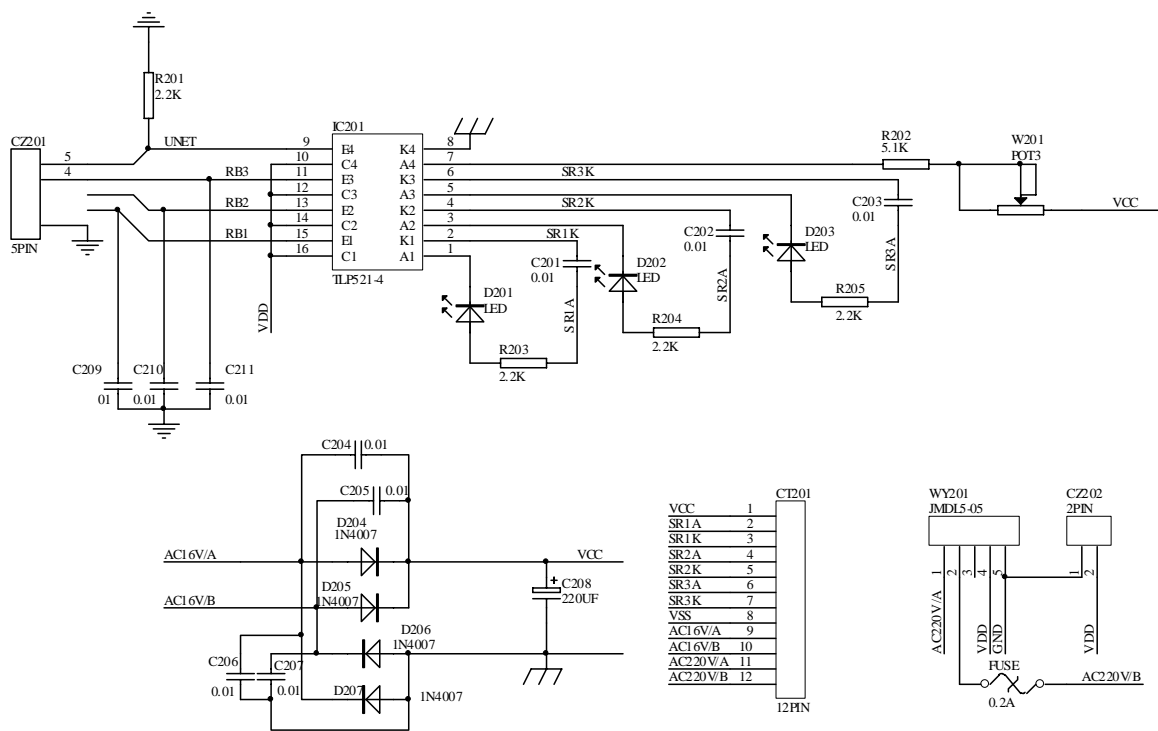 R201
2.2K
CZ201
5
4
5PIN
UNET
RB3
RB2
RB1
VDD
IC201
9 E4 K4 8
10 C4 A4 7
11 E3 K3 6
12 C3 A3 5
13 E2 K2 4
14 C2 A2 3
15 E1 K1 2
16 C1 A1 1
TLP521-4
SR3K
SR2K
SR1K
R202
5.1K
W201
POT3
VCC
C203
0.01
SR3A
D203
LED
R205
2.2K
C202
0.01
SR2A
D202
LED
R204
2.2K
C201
0.01
SR1A
D201
LED
R203
2.2K
C209
01
C210
0.01
C211
0.01
C204 0.01
C205 0.01
D204
1N4007
AC16V/A
VCC
D205
1N4007
AC16V/B
C208
220UF
+
D206
1N4007
C206
0.01
C207
0.01
D207
1N4007
CT201
VCC 1
SR1A 2
SR1K 3
SR2A 4
SR2K 5
SR3A 6
SR3K 7
VSS 8
AC16V/A 9
AC16V/B 10
AC220V/A 11
AC220V/B 12
12PIN
WY201
JMDL5-05
1 2 3 4 5
AC220V/A
VDD
GND
CZ202
2PIN
1 2
VDD
FUSE
0.2A
AC220V/B